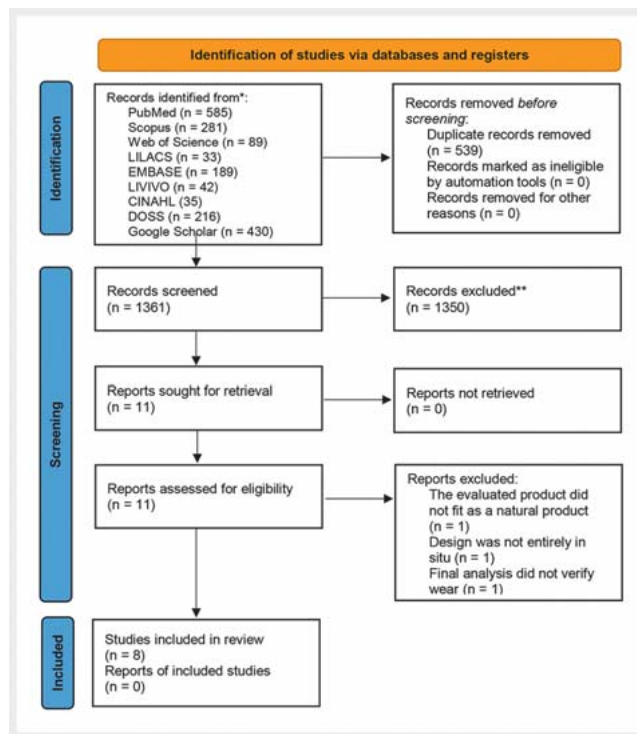 Identification of studies via databases and registers
Identification
Records identified from*:
PubMed (n = 585)
Scopus (n = 281)
Web of Science (n = 89)
LILACS (n = 33)
EMBASE (n = 189)
LIVIVO (n = 42)
CINAHL (35)
DOSS (n = 216)
Google Scholar (n = 430)
Records removed before
screening:
Duplicate records removed
(n = 539)
Records marked as ineligible
by automation tools (n = 0)
Records removed for other
reasons (n = 0)
Screening
Records screened
(n = 1361)
Records excluded**
(n = 1350)
Reports sought for retrieval
(n = 11)
Reports not retrieved
(n = 0)
Reports assessed for eligibility
(n = 11)
Reports excluded:
The evaluated product did
not fit as a natural product
(n = 1)
Design was not entirely in
situ (n = 1)
Final analysis did not verify
wear (n = 1)
Included
Studies included in review
(n = 8)
Reports of included studies
(n = 0)